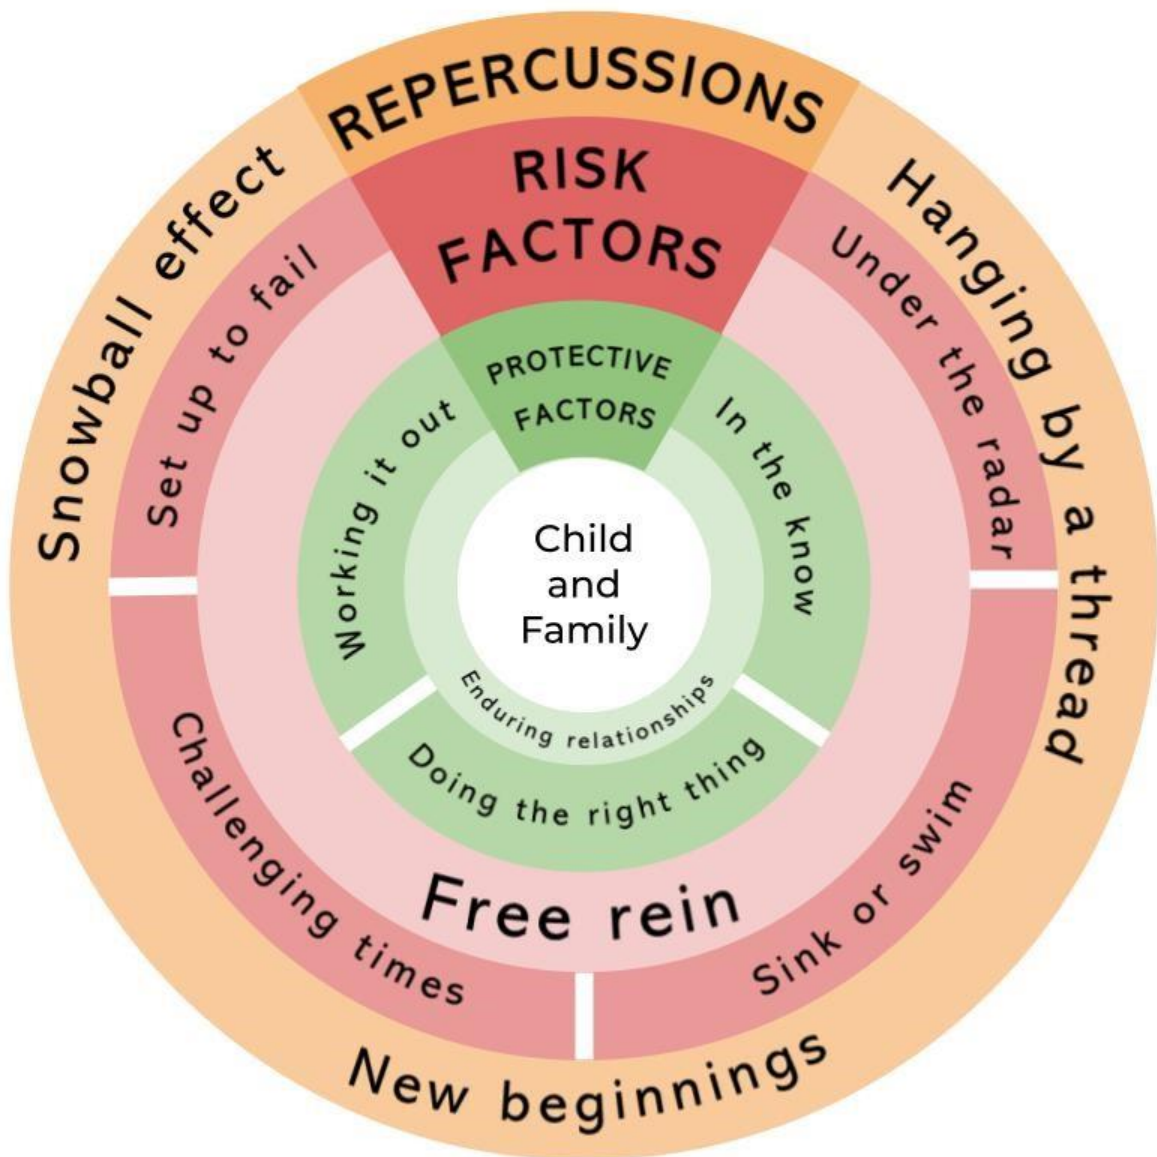 REPERCUSSIONS
Snowball effect
Hanging by a thread
New beginnings
RISK
FACTORS
Set up to fail
Under the radar
Challenging times
Sink or swim
Free rein
PROTECTIVE
FACTORS
Working it out
In the know
Doing the right thing
Enduring relationships
Child
and
Family